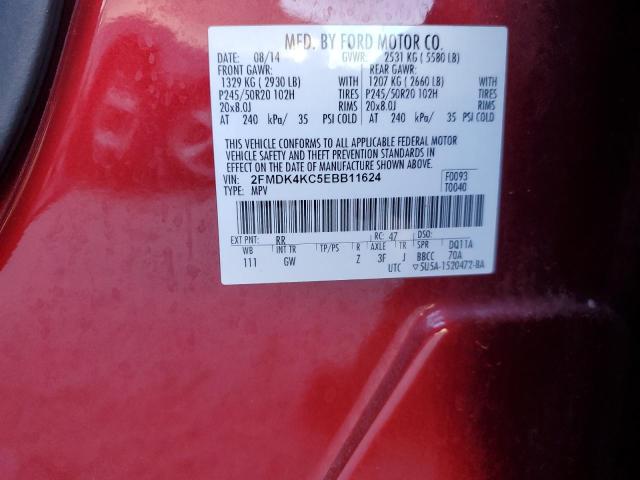 MFD. BY FORD MOTOR CO.
DATE: 08/14 GVWR: 2531 KG ( 5580 LB)
FRONT GAWR: REAR GAWR:
1329 KG ( 2930 LB) WITH 1207 KG ( 2660 LB) WITH
P245/50R20 102H TIRES P245/50R20 102H TIRES
20x8.0J RIMS 20x8.0J RIMS
AT 240 kPa/ 35 PSI COLD AT 240 kPa/ 35 PSI COLD
THIS VEHICLE CONFORMS TO ALL APPLICABLE FEDERAL MOTOR
VEHICLE SAFETY AND THEFT PREVENTION STANDARDS IN
EFFECT ON THE DATE OF MANUFACTURE SHOWN ABOVE.
VIN: 2FMDK4KC5EBB11624 F0093
TYPE: MPV T0040
EXT PNT: RR RC: 47 DSO:
WB INT TR TP/PS R AXLE TR SPR DQ11A
111 GW Z 3F J BBCC 70A
UTC ▽5U5A-1520472-BA